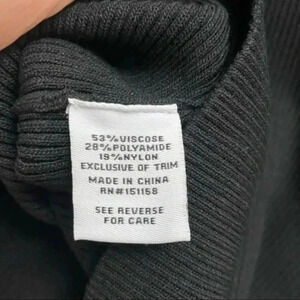 53%VISCOSE
28%POLYAMIDE
19%NYLON
EXCLUSIVE OF TRIM
MADE IN CHINA
RN#151158
SEE REVERSE
FOR CARE